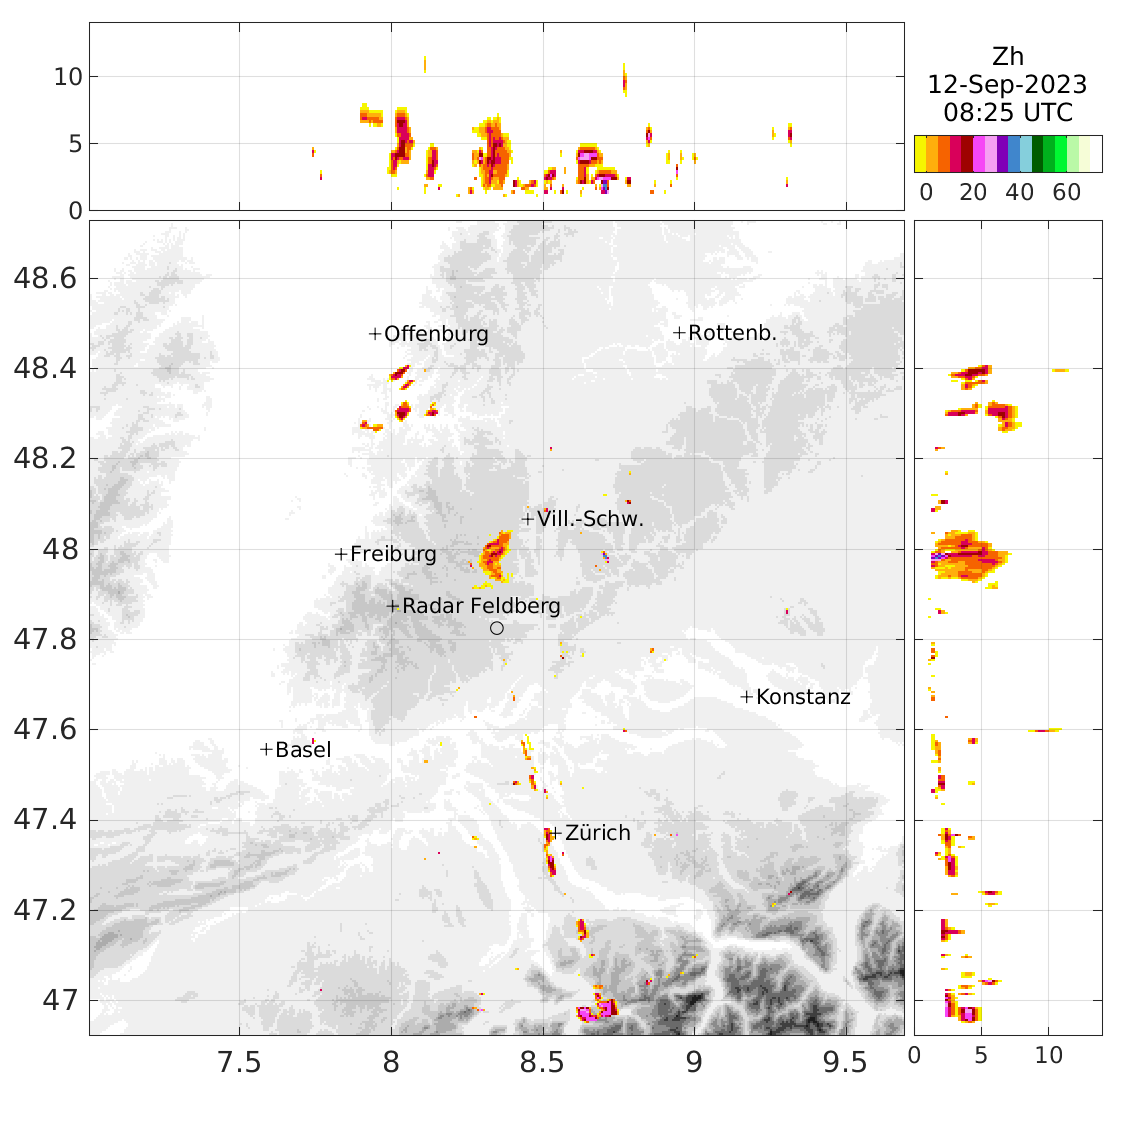 10
5
0
Zh
12-Sep-2023
08:25 UTC
0 20 40 60
48.6
48.4
48.2
48
47.8
47.6
47.4
47.2
47
Offenburg
Rottenb.
Vill.-Schw.
Freiburg
Radar Feldberg
Konstanz
Basel
Zürich
7.5 8 8.5 9 9.5
0 5 10